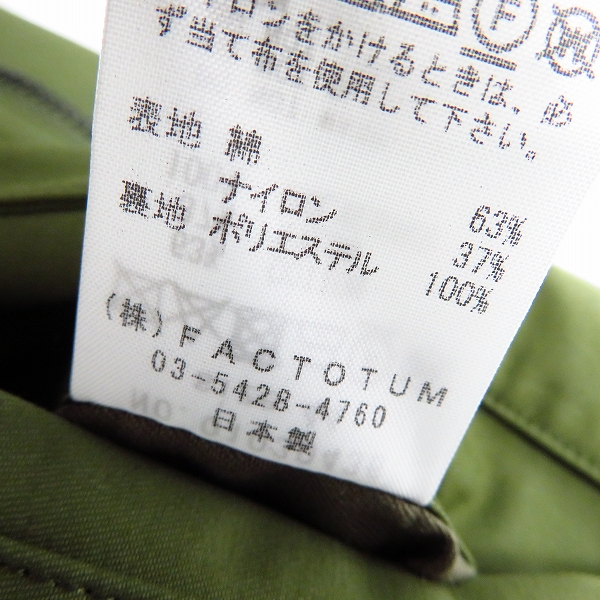 イロンをかけるときは、必
ず当て布を使用して下さい。
表地 綿 63%
ナイロン 37%
裏地 ポリエステル 100%
(株)FACTOTUM
03-5428-4760
日本製